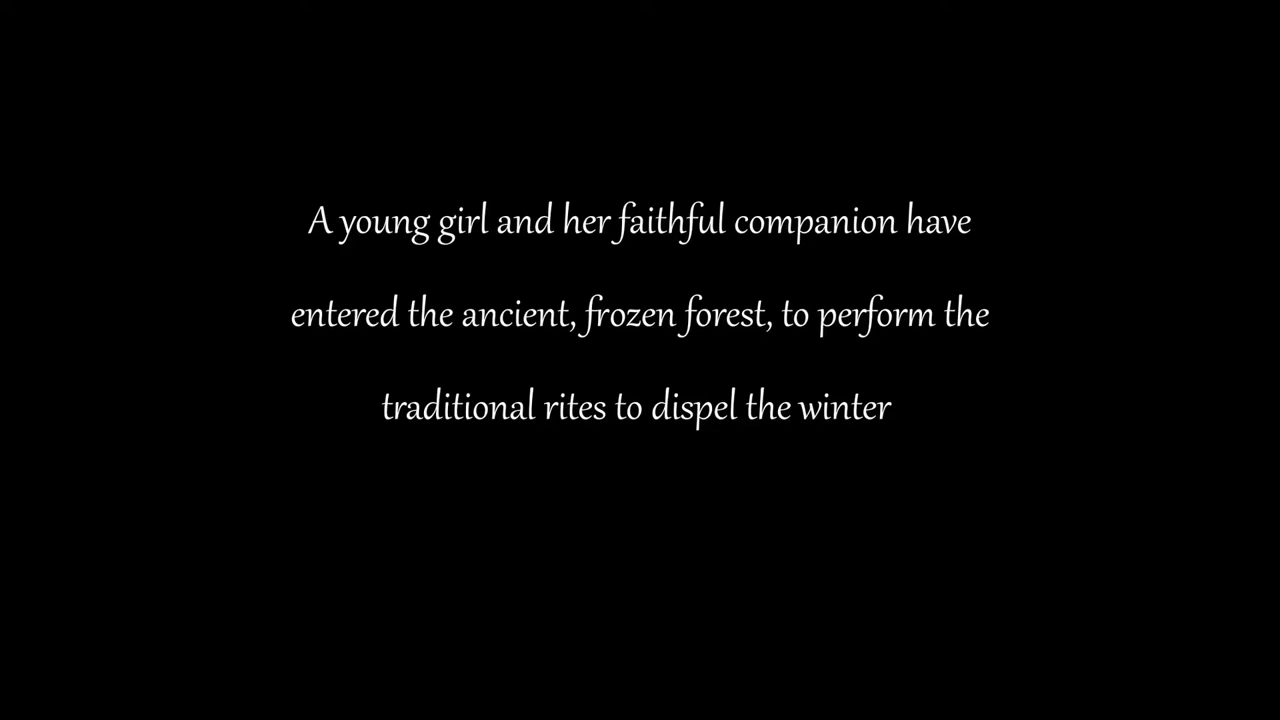 A young girl and her faithful companion have
entered the ancient, frozen forest, to perform the
traditional rites to dispel the winter